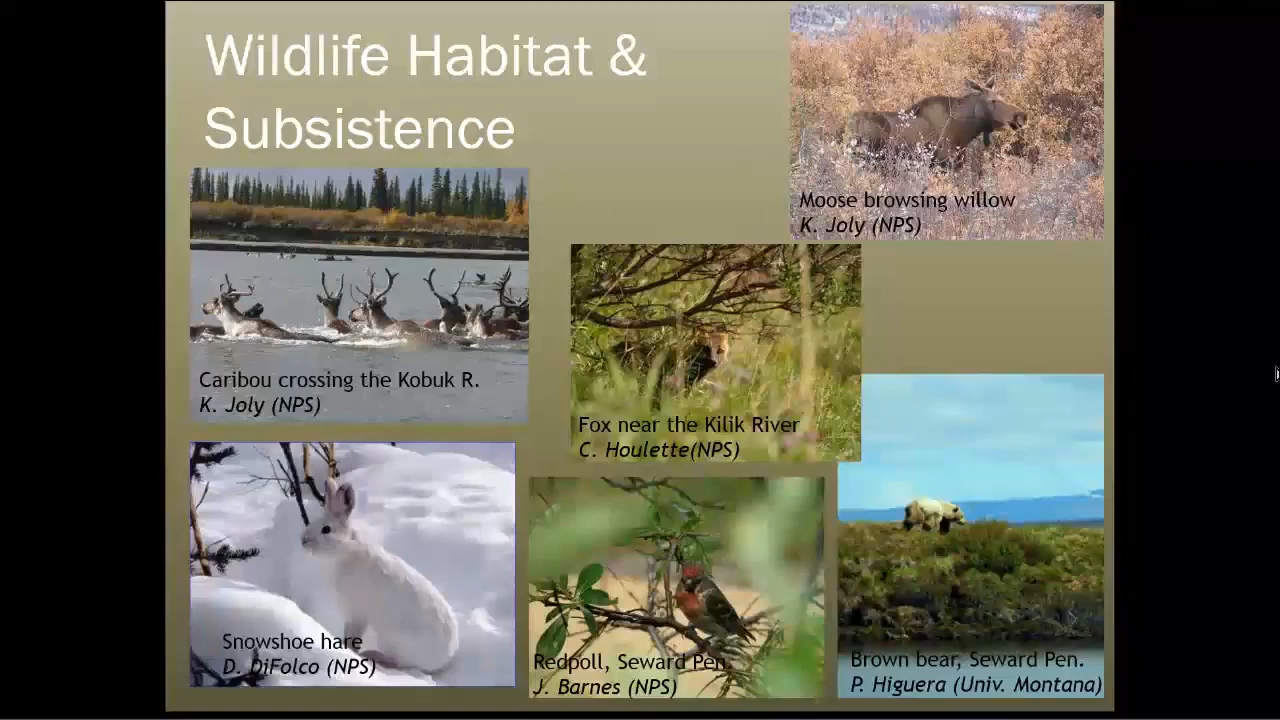 Wildlife Habitat &
Subsistence
Moose browsing willow
K. Joly (NPS)
Caribou crossing the Kobuk R.
K. Joly (NPS)
Fox near the Kilik River
C. Houlette(NPS)
Snowshoe hare
D. DiFolco (NPS)
Redpoll, Seward Pen.
J. Barnes (NPS)
Brown bear, Seward Pen.
P. Higuera (Univ. Montana)